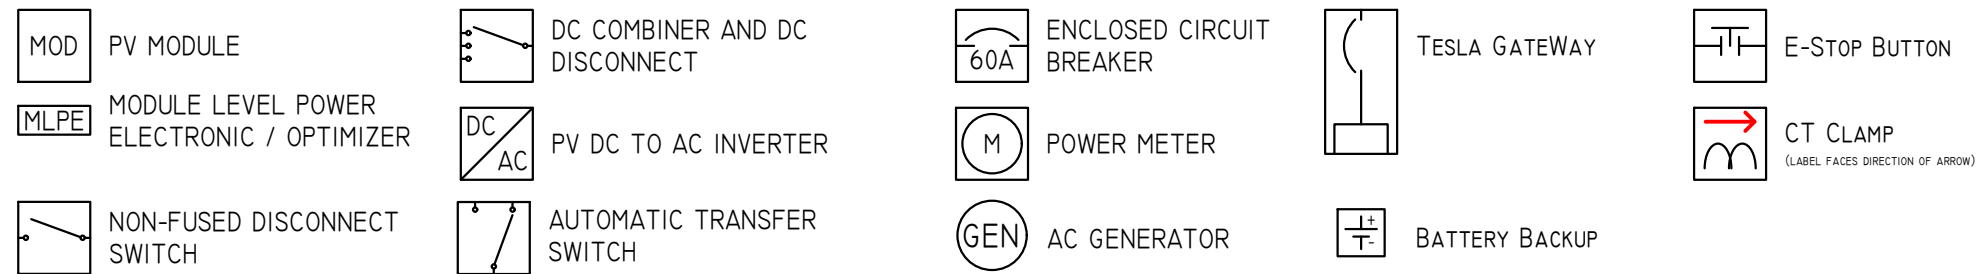 MOD
PV MODULE
MLPE
MODULE LEVEL POWER
ELECTRONIC / OPTIMIZER
NON-FUSED DISCONNECT
SWITCH
DC COMBINER AND DC
DISCONNECT
DC
AC
PV DC TO AC INVERTER
AUTOMATIC TRANSFER
SWITCH
60A
ENCLOSED CIRCUIT
BREAKER
M
POWER METER
GEN
AC GENERATOR
TESLA GATEWAY
+
-
BATTERY BACKUP
E-STOP BUTTON
CT CLAMP
(LABEL FACES DIRECTION OF ARROW)